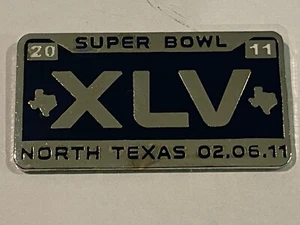 SUPER BOWL
20 11
XLV
NORTH TEXAS 02.06.11